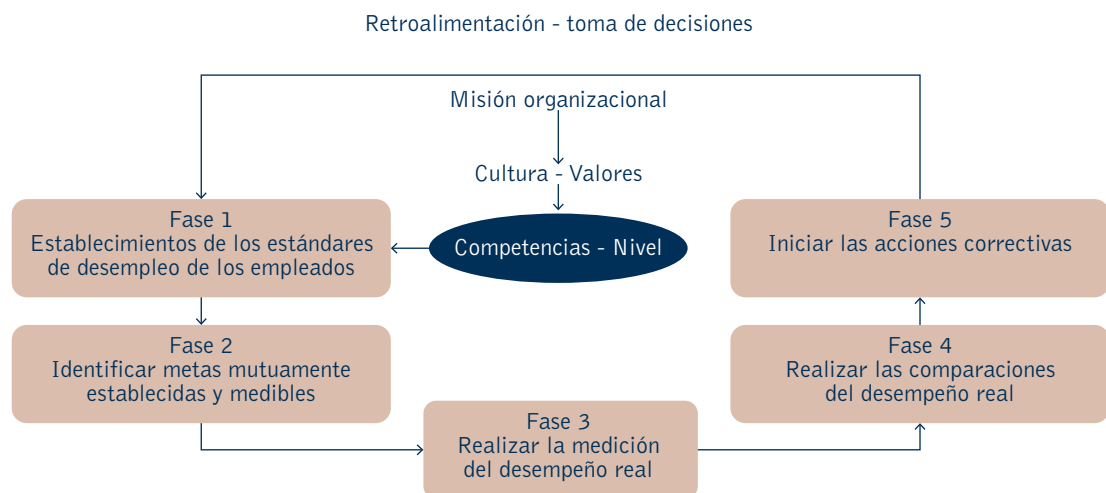 Retroalimentación - toma de decisiones
Misión organizacional
Cultura - Valores
Competencias - Nivel
Fase 1
Establecimientos de los estándares
de desempleo de los empleados
Fase 2
Identificar metas mutuamente
establecidas y medibles
Fase 3
Realizar la medición
del desempeño real
Fase 4
Realizar las comparaciones
del desempeño real
Fase 5
Iniciar las acciones correctivas